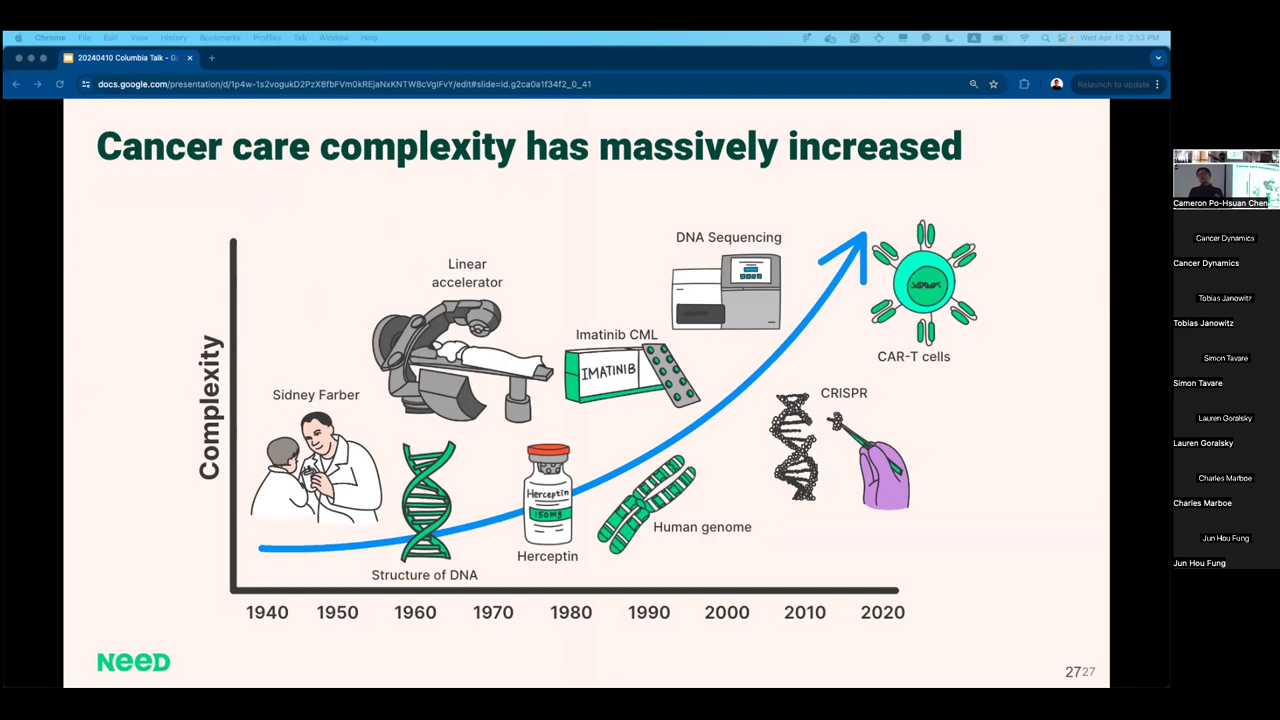 Chrome File Edit View History Bookmarks Profiles Tab Window Help
Wed Apr 10 2:52 PM
20240410 Columbia Talk - G
docs.google.com/presentation/d/1p4w-1s2vogukD2PzX8fbFVm0kREjaNxKNTW8cVglFvY/edit#slide=id.g2ca0a1f34f2_0_41
Relaunch to update
Cancer care complexity has massively increased
Complexity
Sidney Farber
Linear
accelerator
Structure of DNA
Imatinib CML
IMATINIB
Herceptin
150mg
Herceptin
DNA Sequencing
Human genome
CRISPR
CAR-T cells
1940 1950 1960 1970 1980 1990 2000 2010 2020
NEED
27 27
Cameron Po-Hsuan Chen
Cancer Dynamics
Cancer Dynamics
Tobias Janowitz
Tobias Janowitz
Simon Tavare
Simon Tavare
Lauren Goralsky
Lauren Goralsky
Charles Marboe
Charles Marboe
Jun Hou Fung
Jun Hou Fung